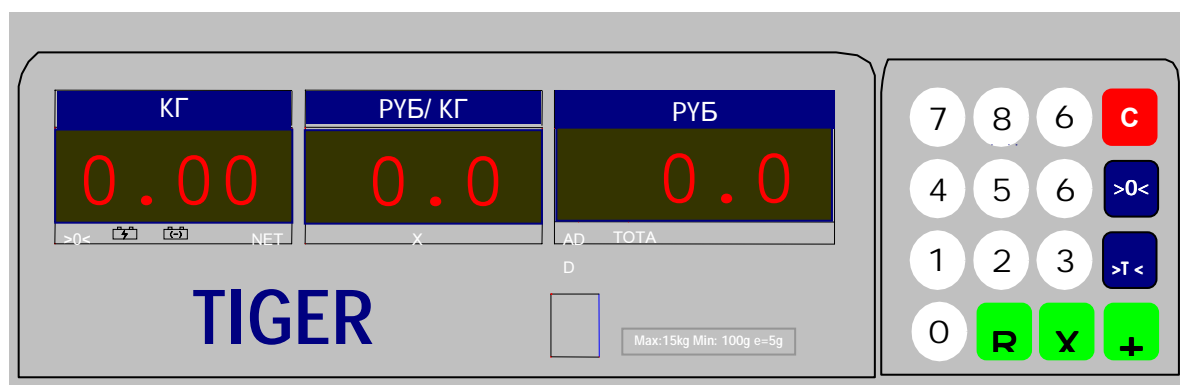 КГ
РУБ/ КГ
РУБ
0.00
0.0
0.0
>0<
NET
X
AD
D
TOTA
TIGER
Max:15kg Min: 100g e=5g
7 8 6 C
4 5 6 >0<
1 2 3 >T <
0 R X +